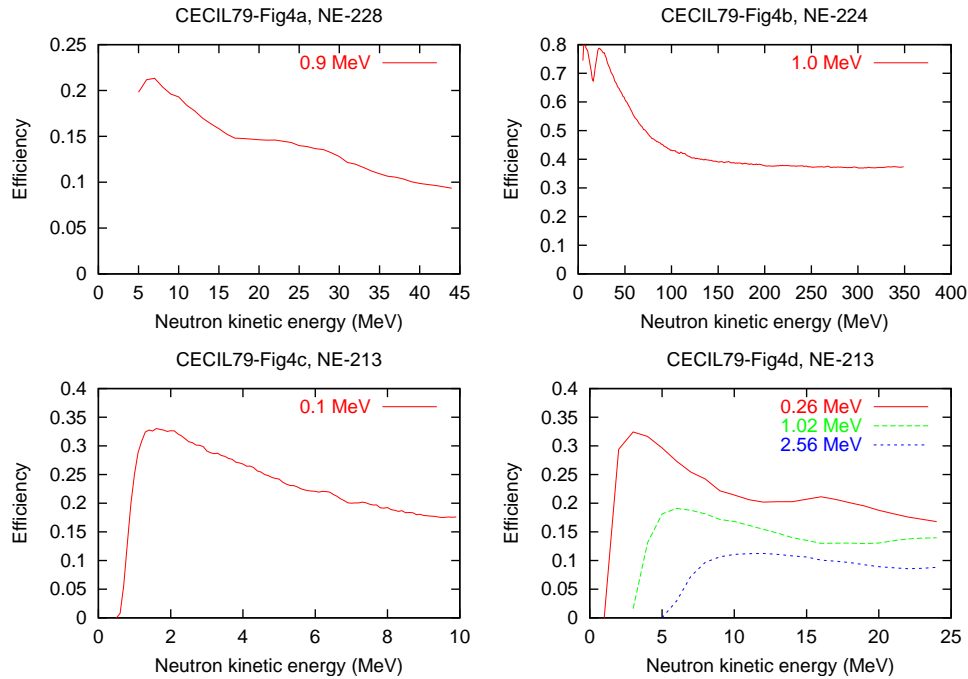 CECIL79-Fig4a, NE-228
0.25
0.2
0.15
0.1
0.05
0
Efficiency
0.9 MeV
0 5 10 15 20 25 30 35 40 45
Neutron kinetic energy (MeV)
CECIL79-Fig4b, NE-224
0.8
0.7
0.6
0.5
0.4
0.3
0.2
0.1
0
Efficiency
1.0 MeV
0 50 100 150 200 250 300 350 400
Neutron kinetic energy (MeV)
CECIL79-Fig4c, NE-213
0.4
0.35
0.3
0.25
0.2
0.15
0.1
0.05
0
Efficiency
0.1 MeV
0 2 4 6 8 10
Neutron kinetic energy (MeV)
CECIL79-Fig4d, NE-213
0.4
0.35
0.3
0.25
0.2
0.15
0.1
0.05
0
Efficiency
0.26 MeV
1.02 MeV
2.56 MeV
0 5 10 15 20 25
Neutron kinetic energy (MeV)